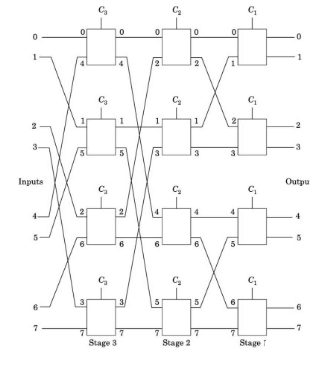 C3 C2 C1
0 0 0 0 0 0
1 4 4 2 2 1
C3 C2 C1
2 1 1 1 1 2 2
3 5 5 3 3 3 3
Inputs C3 C2 C1 Outpu
4 2 2 4 4 4 4
5 6 6 6 6 5 5
C3 C2 C1
6 3 3 5 5 6 6
7 7 7 7 7 7 7
Stage 3 Stage 2 Stage